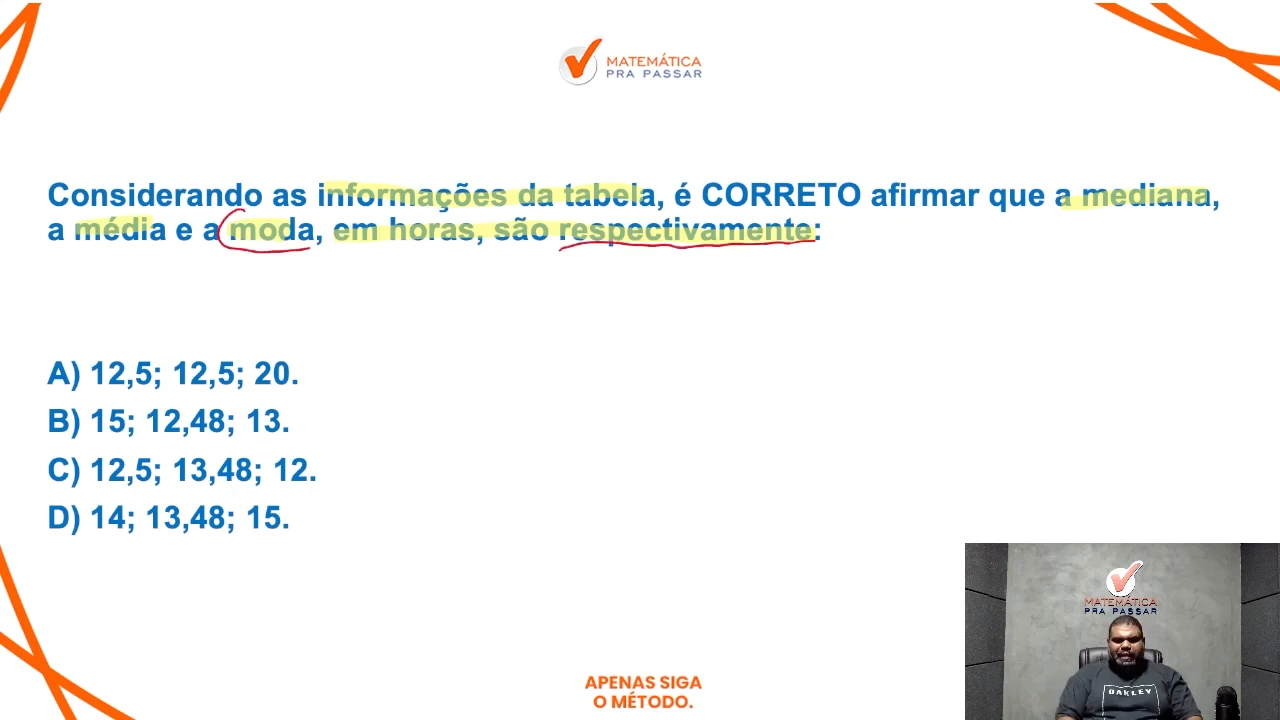 MATEMÁTICA
PRA PASSAR
Considerando as informações da tabela, é CORRETO afirmar que a mediana,
a média e a moda, em horas, são respectivamente:
A) 12,5; 12,5; 20.
B) 15; 12,48; 13.
C) 12,5; 13,48; 12.
D) 14; 13,48; 15.
MATEMÁTICA
PRA PASSAR
OAKLEY
APENAS SIGA
O MÉTODO.